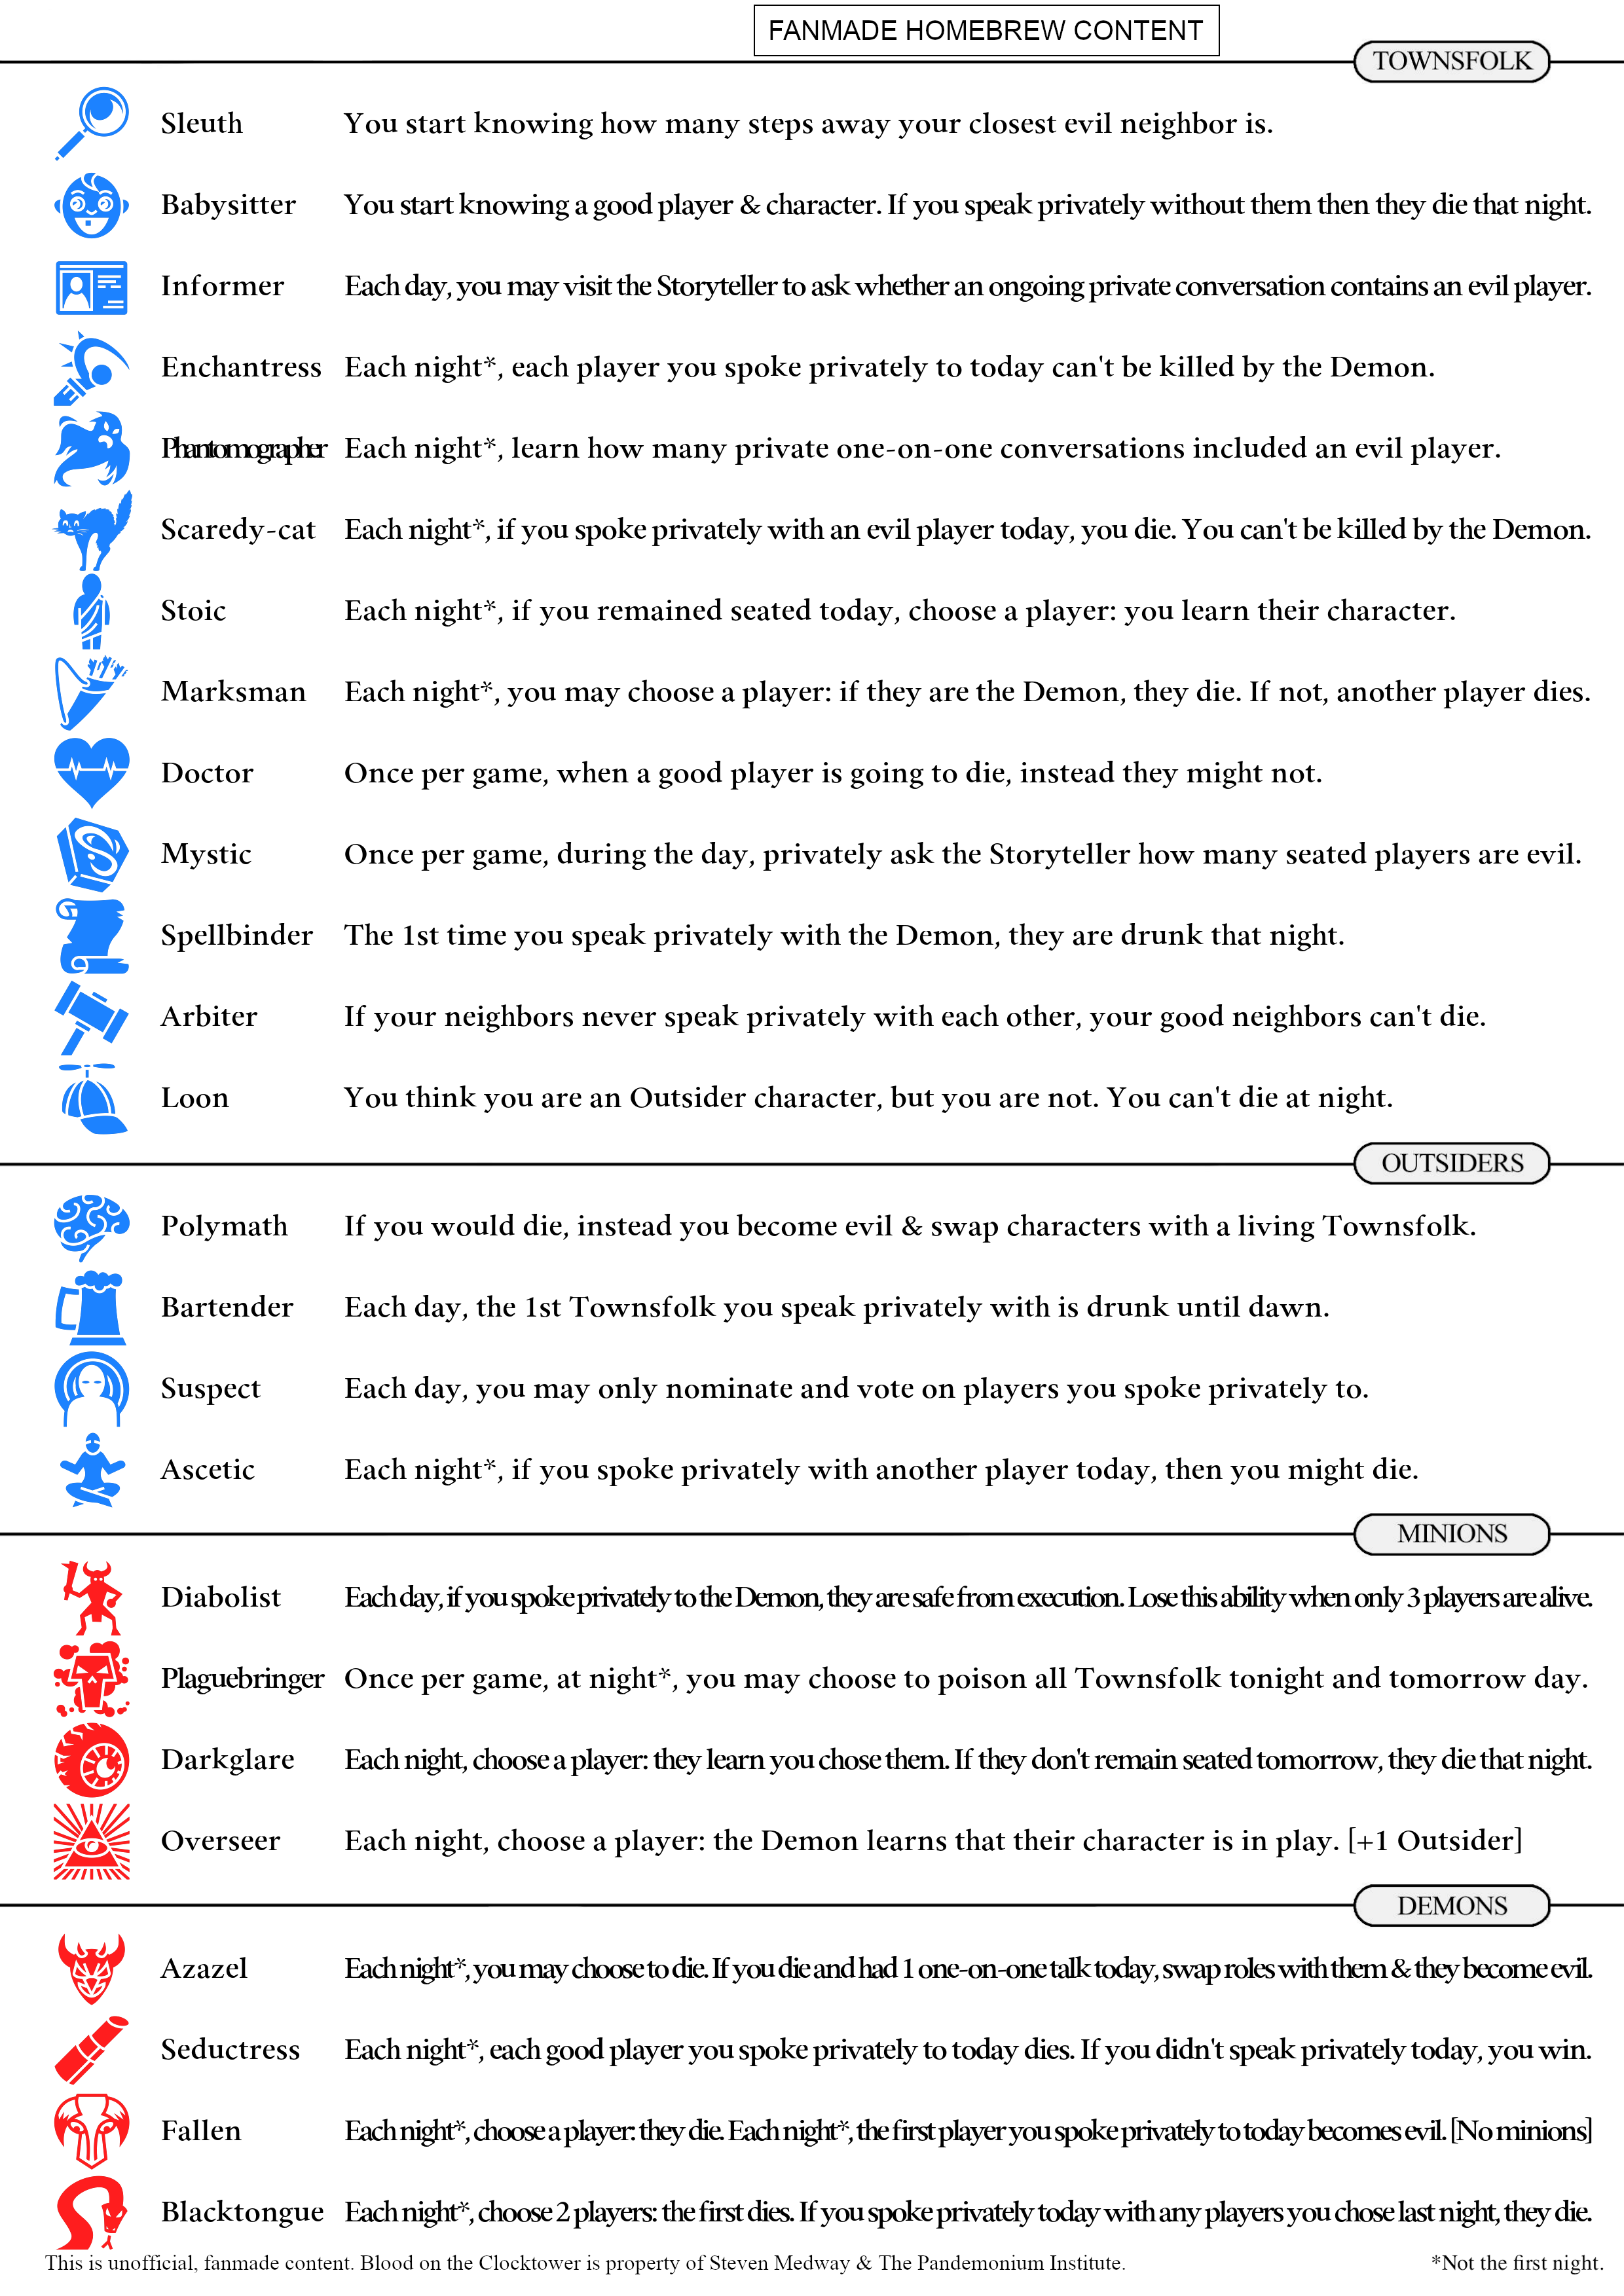 FANMADE HOMEBREW CONTENT
TOWNSFOLK
Sleuth You start knowing how many steps away your closest evil neighbor is.
Babysitter You start knowing a good player & character. If you speak privately without them then they die that night.
Informer Each day, you may visit the Storyteller to ask whether an ongoing private conversation contains an evil player.
Enchantress Each night*, each player you spoke privately to today can't be killed by the Demon.
Phantomographer Each night*, learn how many private one-on-one conversations included an evil player.
Scaredy-cat Each night*, if you spoke privately with an evil player today, you die. You can't be killed by the Demon.
Stoic Each night*, if you remained seated today, choose a player: you learn their character.
Marksman Each night*, you may choose a player: if they are the Demon, they die. If not, another player dies.
Doctor Once per game, when a good player is going to die, instead they might not.
Mystic Once per game, during the day, privately ask the Storyteller how many seated players are evil.
Spellbinder The 1st time you speak privately with the Demon, they are drunk that night.
Arbiter If your neighbors never speak privately with each other, your good neighbors can't die.
Loon You think you are an Outsider character, but you are not. You can't die at night.
OUTSIDERS
Polymath If you would die, instead you become evil & swap characters with a living Townsfolk.
Bartender Each day, the 1st Townsfolk you speak privately with is drunk until dawn.
Suspect Each day, you may only nominate and vote on players you spoke privately to.
Ascetic Each night*, if you spoke privately with another player today, then you might die.
MINIONS
Diabolist Each day, if you spoke privately to the Demon, they are safe from execution. Lose this ability when only 3 players are alive.
Plaguebringer Once per game, at night*, you may choose to poison all Townsfolk tonight and tomorrow day.
Darkglare Each night, choose a player: they learn you chose them. If they don't remain seated tomorrow, they die that night.
Overseer Each night, choose a player: the Demon learns that their character is in play. [+1 Outsider]
DEMONS
Azazel Each night*, you may choose to die. If you die and had 1 one-on-one talk today, swap roles with them & they become evil.
Seductress Each night*, each good player you spoke privately to today dies. If you didn't speak privately today, you win.
Fallen Each night*, choose a player: they die. Each night*, the first player you spoke privately to today becomes evil. [No minions]
Blacktongue Each night*, choose 2 players: the first dies. If you spoke privately today with any players you chose last night, they die.
This is unofficial, fanmade content. Blood on the Clocktower is property of Steven Medway & The Pandemonium Institute. *Not the first night.